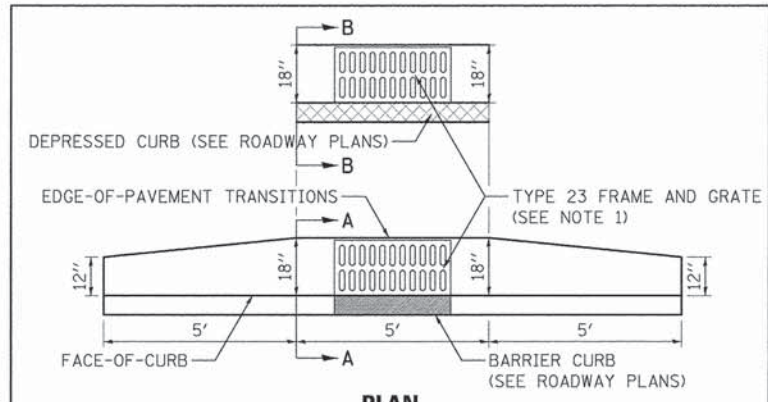 B
18"
18"
DEPRESSED CURB (SEE ROADWAY PLANS)
B
EDGE-OF-PAVEMENT TRANSITIONS
TYPE 23 FRAME AND GRATE
(SEE NOTE 1)
A
12"
18"
18"
12"
5'
5'
5'
FACE-OF-CURB
A
BARRIER CURB
(SEE ROADWAY PLANS)
PLAN